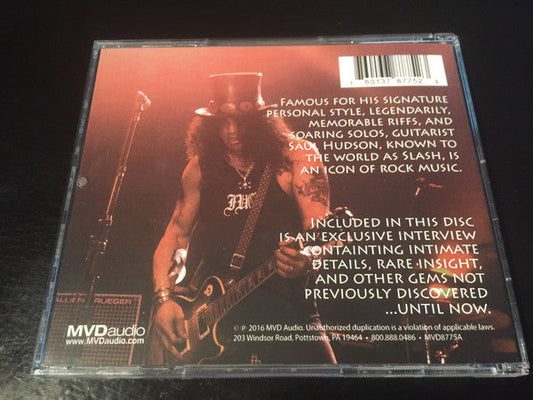 7 60137 87752 3
FAMOUS FOR HIS SIGNATURE
PERSONAL STYLE, LEGENDARILY,
MEMORABLE RIFFS, AND
SOARING SOLOS, GUITARIST
SAUL HUDSON, KNOWN TO
THE WORLD AS SLASH, IS
AN ICON OF ROCK MUSIC.
INCLUDED IN THIS DISC
IS AN EXCLUSIVE INTERVIEW
CONTAINTING INTIMATE
DETAILS, RARE INSIGHT,
AND OTHER GEMS NOT
PREVIOUSLY DISCOVERED
...UNTIL NOW.
ALLIEN KRUEGER
MVDaudio
www.MVDaudio.com
© ℗ 2016 MVD Audio. Unauthorized duplication is a violation of applicable laws.
203 Windsor Road, Pottstown, PA 19464 • 800.888.0486 • MVD8775A